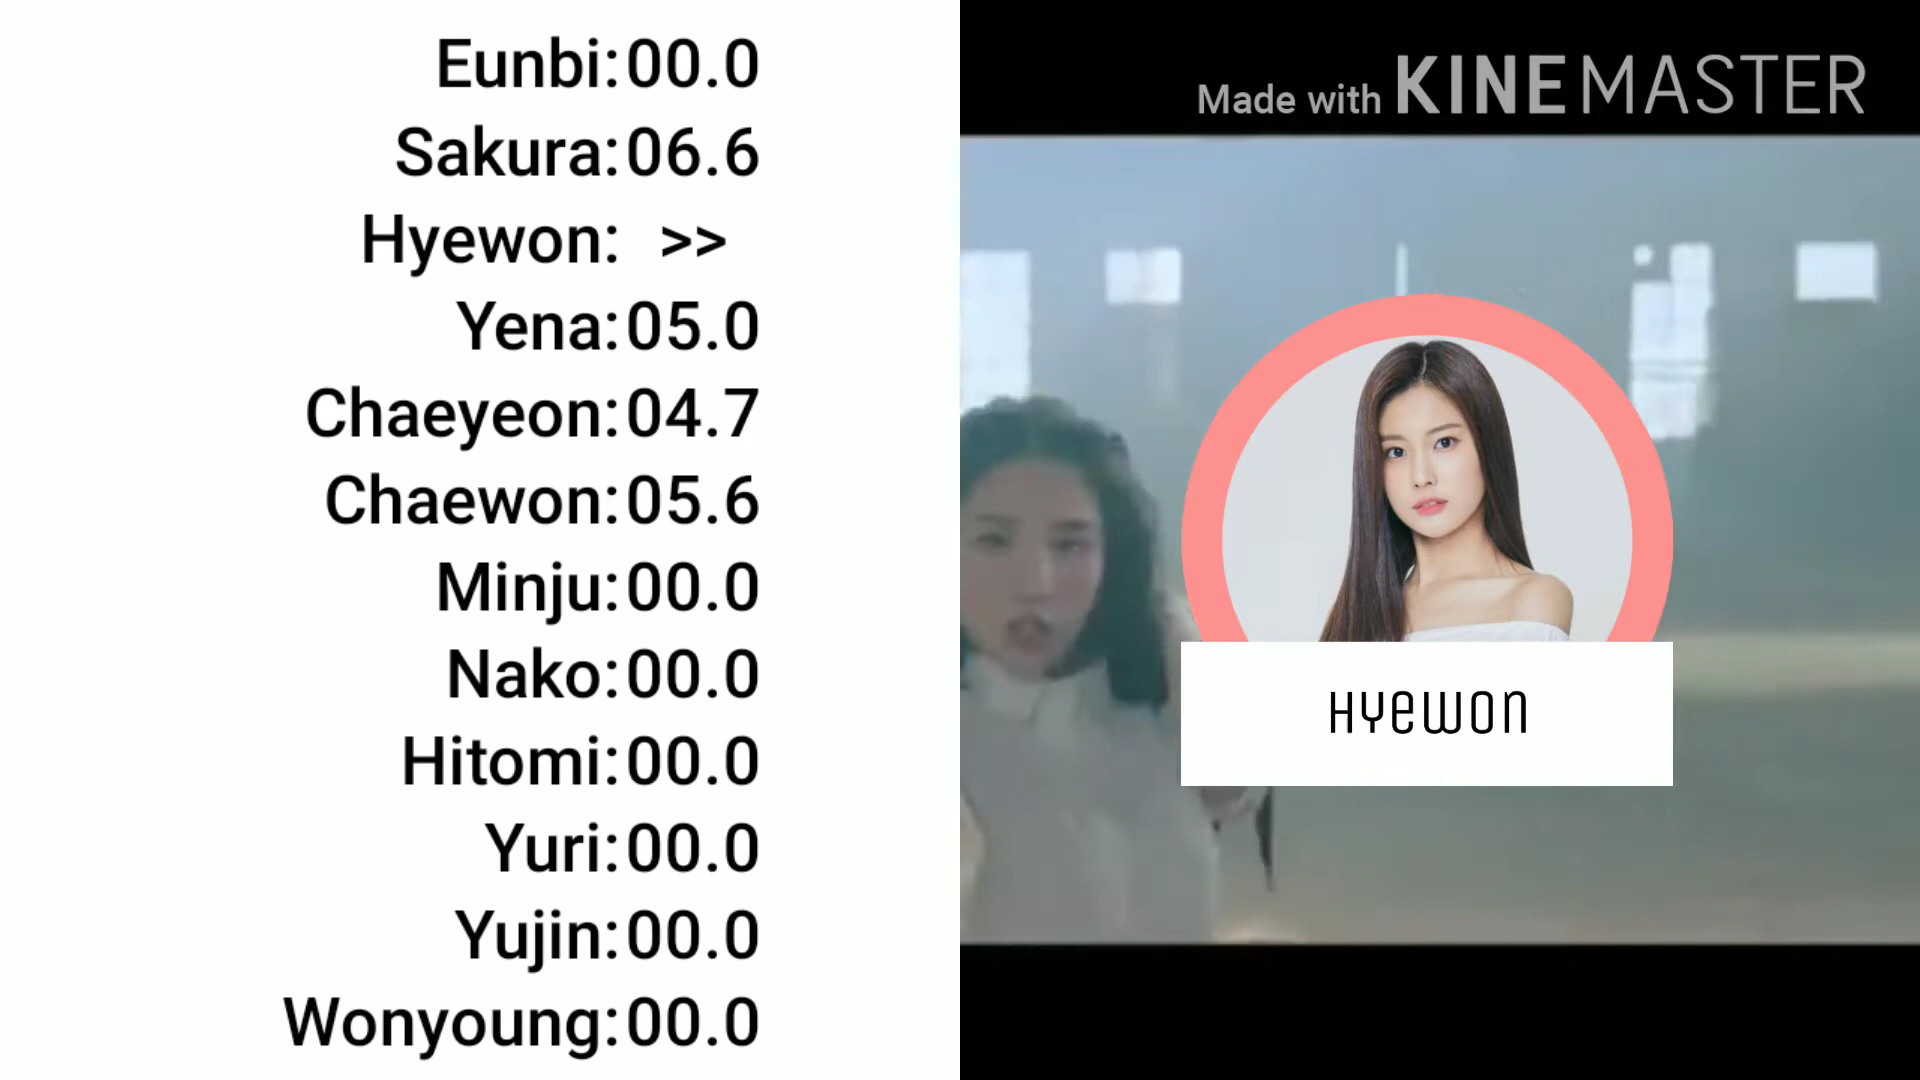 Eunbi:00.0
Sakura:06.6
Hyewon: >>
Yena:05.0
Chaeyeon:04.7
Chaewon:05.6
Minju:00.0
Nako:00.0
Hitomi:00.0
Yuri:00.0
Yujin:00.0
Wonyoung:00.0
Made with KINEMASTER
Hyewon